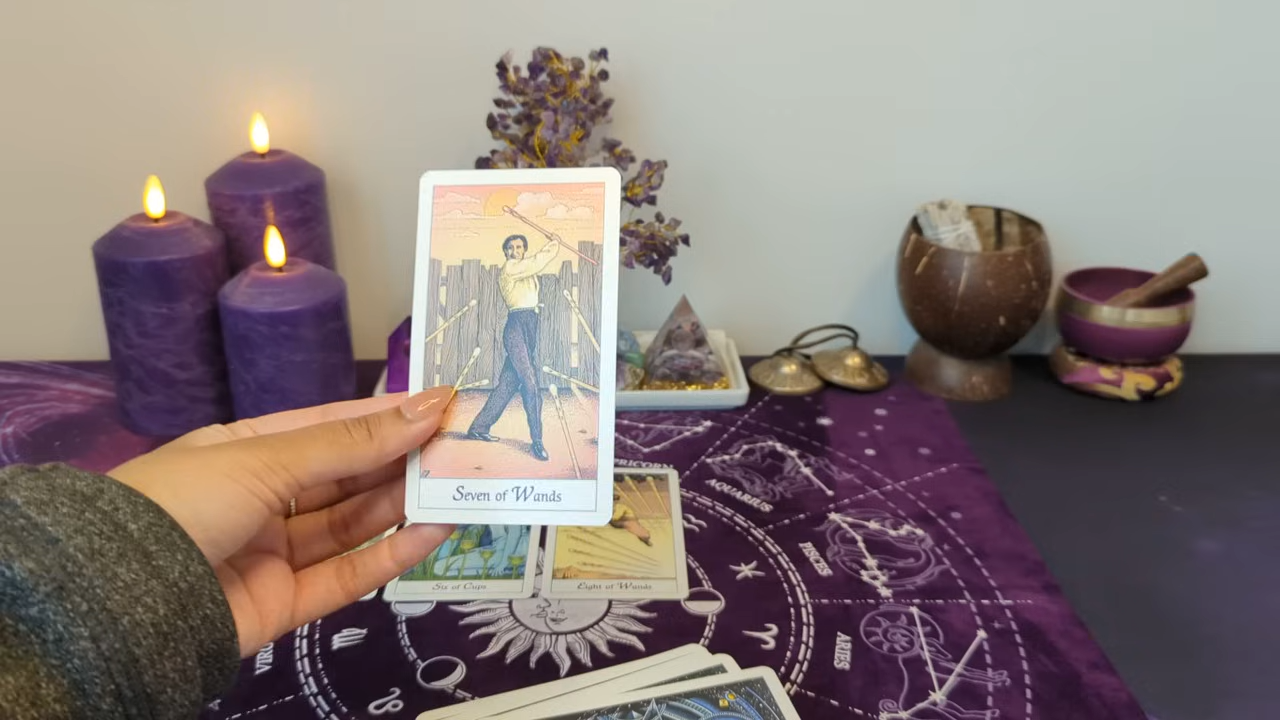 Seven of Wands
Six of Cups
Eight of Wands
AQUARIUS
PISCES
ARIES